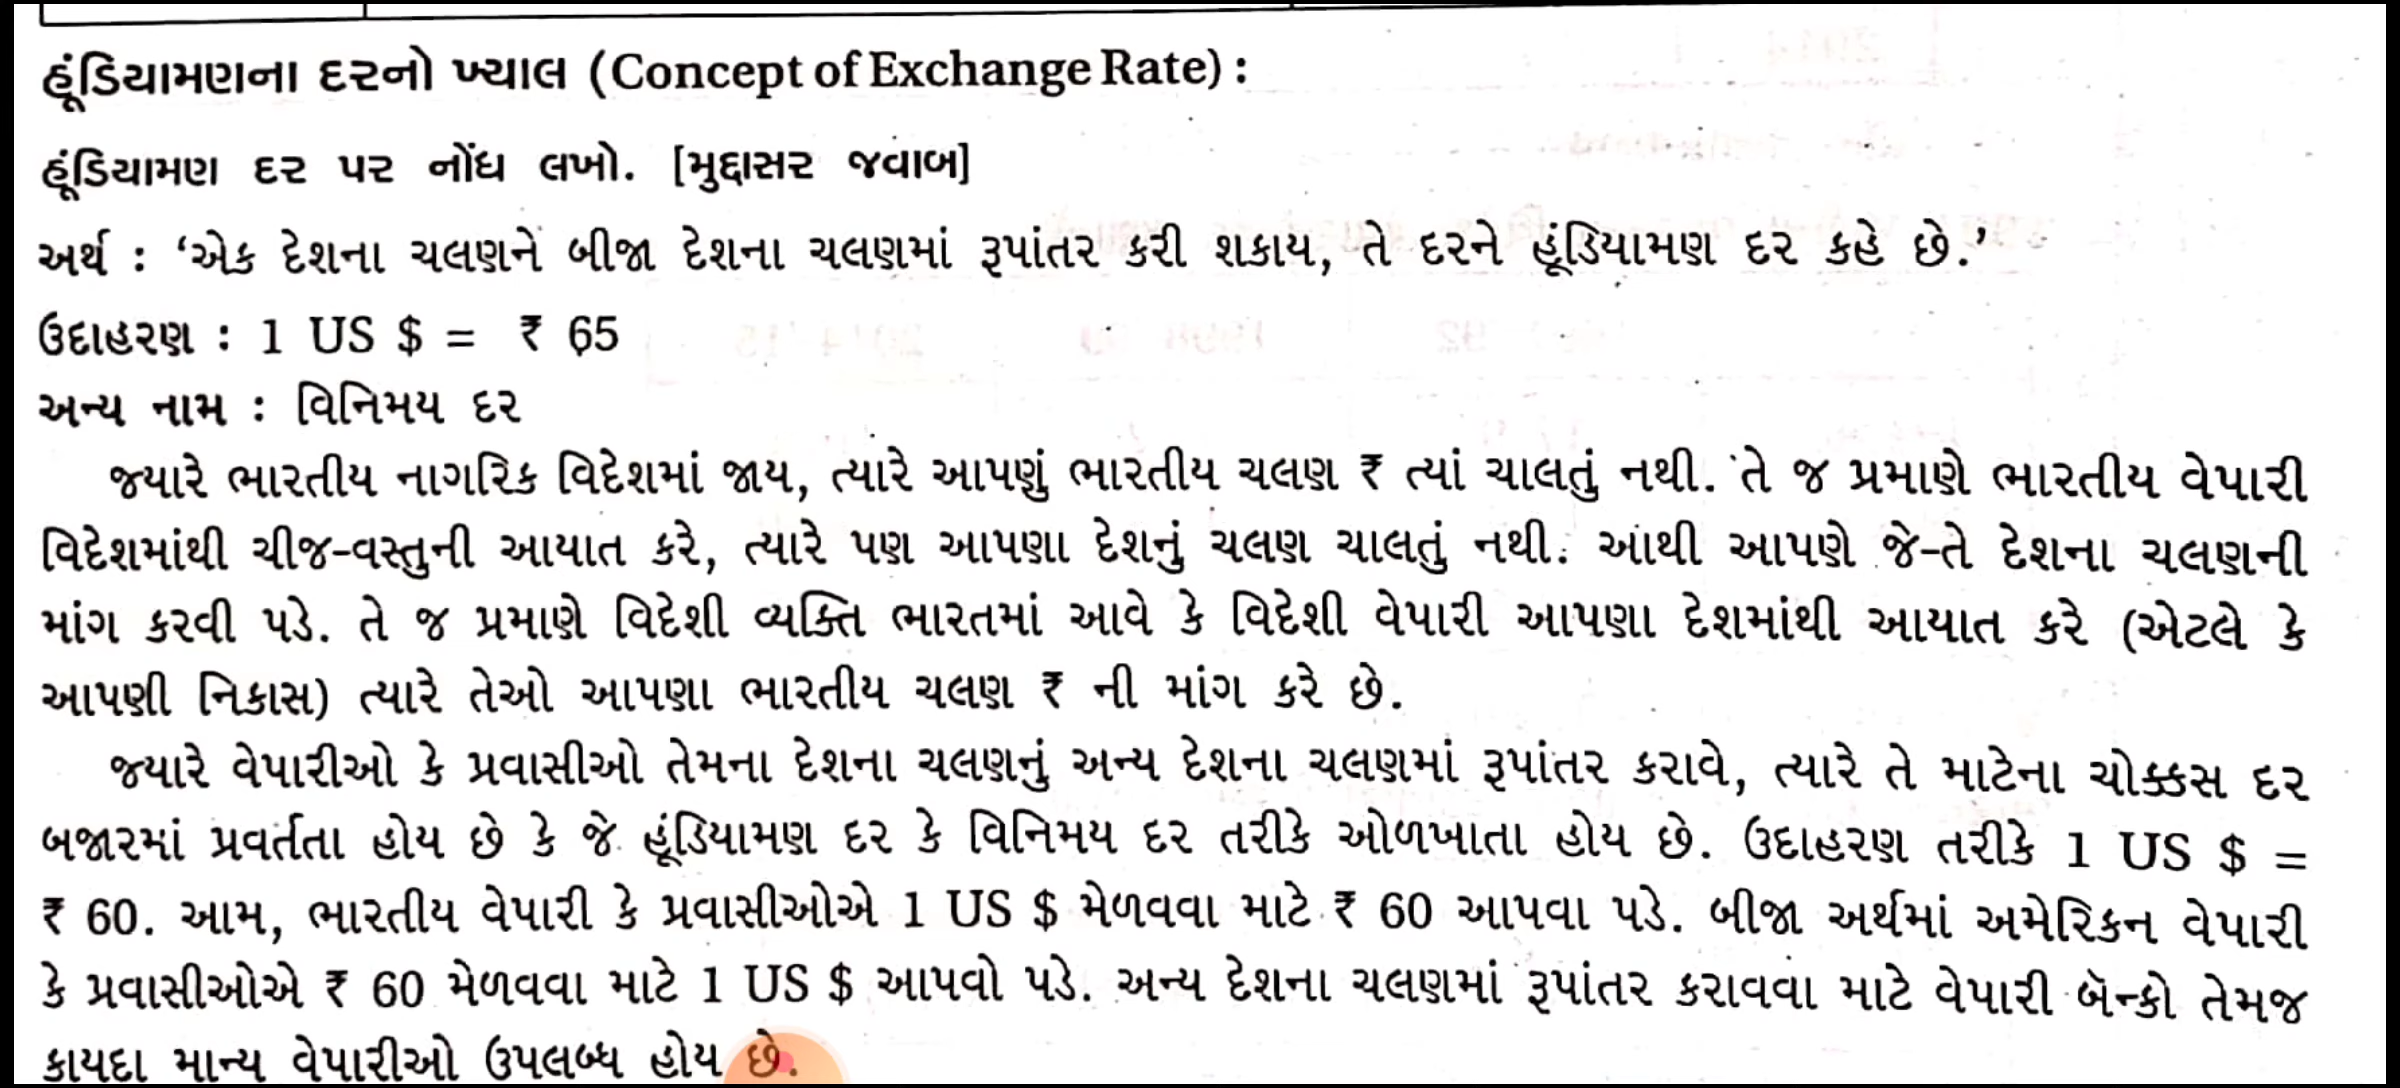 હૂંડિયામણના દરનો ખ્યાલ (Concept of Exchange Rate) :
હૂંડિયામણ દર પર નોંધ લખો. [મુદ્દાસર જવાબ]
અર્થ : ‘એક દેશના ચલણને બીજા દેશના ચલણમાં રૂપાંતર કરી શકાય, તે દરને હૂંડિયામણ દર કહે છે.’
ઉદાહરણ : 1 US $ = ₹ 65
અન્ય નામ : વિનિમય દર
જ્યારે ભારતીય નાગરિક વિદેશમાં જાય, ત્યારે આપણું ભારતીય ચલણ ₹ ત્યાં ચાલતું નથી. તે જ પ્રમાણે ભારતીય વેપારી
વિદેશમાંથી ચીજ-વસ્તુની આયાત કરે, ત્યારે પણ આપણા દેશનું ચલણ ચાલતું નથી. આથી આપણે જે-તે દેશના ચલણની
માંગ કરવી પડે. તે જ પ્રમાણે વિદેશી વ્યક્તિ ભારતમાં આવે કે વિદેશી વેપારી આપણા દેશમાંથી આયાત કરે (એટલે કે
આપણી નિકાસ) ત્યારે તેઓ આપણા ભારતીય ચલણ ₹ ની માંગ કરે છે.
જ્યારે વેપારીઓ કે પ્રવાસીઓ તેમના દેશના ચલણનું અન્ય દેશના ચલણમાં રૂપાંતર કરાવે, ત્યારે તે માટેના ચોક્કસ દર
બજારમાં પ્રવર્તતા હોય છે કે જે હૂંડિયામણ દર કે વિનિમય દર તરીકે ઓળખાતા હોય છે. ઉદાહરણ તરીકે 1 US $ =
₹ 60. આમ, ભારતીય વેપારી કે પ્રવાસીઓએ 1 US $ મેળવવા માટે ₹ 60 આપવા પડે. બીજા અર્થમાં અમેરિકન વેપારી
કે પ્રવાસીઓએ ₹ 60 મેળવવા માટે 1 US $ આપવો પડે. અન્ય દેશના ચલણમાં રૂપાંતર કરાવવા માટે વેપારી બૅન્કો તેમજ
કાયદા માન્ય વેપારીઓ ઉપલબ્ધ હોય છે.